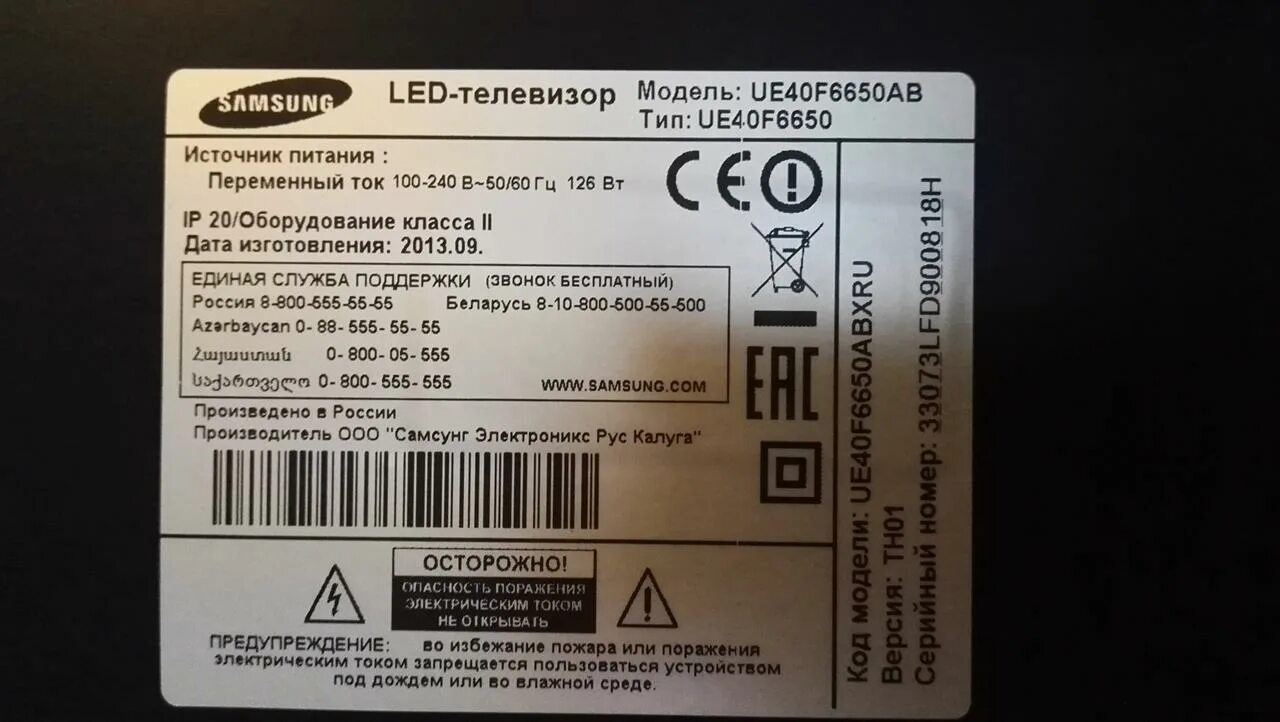 SAMSUNG
LED-телевизор
Модель: UE40F6650AB
Тип: UE40F6650
Источник питания :
Переменный ток 100-240 В~50/60 Гц 126 Вт
IP 20/Оборудование класса II
Дата изготовления: 2013.09.
ЕДИНАЯ СЛУЖБА ПОДДЕРЖКИ (ЗВОНОК БЕСПЛАТНЫЙ)
Россия 8-800-555-55-55 Беларусь 8-10-800-500-55-500
Azərbaycan 0- 88- 555- 55- 55
Հայաստան 0- 800- 05- 555
საქართველო 0- 800- 555- 555 WWW.SAMSUNG.COM
Произведено в России
Производитель ООО "Самсунг Электроникс Рус Калуга"
CE
EAC
Код модели: UE40F6650ABXRU
Версия: TH01
Серийный номер: 33073LFD900818H
ОСТОРОЖНО!
ОПАСНОСТЬ ПОРАЖЕНИЯ
ЭЛЕКТРИЧЕСКИМ ТОКОМ
НЕ ОТКРЫВАТЬ
ПРЕДУПРЕЖДЕНИЕ: во избежание пожара или поражения
электрическим током запрещается пользоваться устройством
под дождем или во влажной среде.